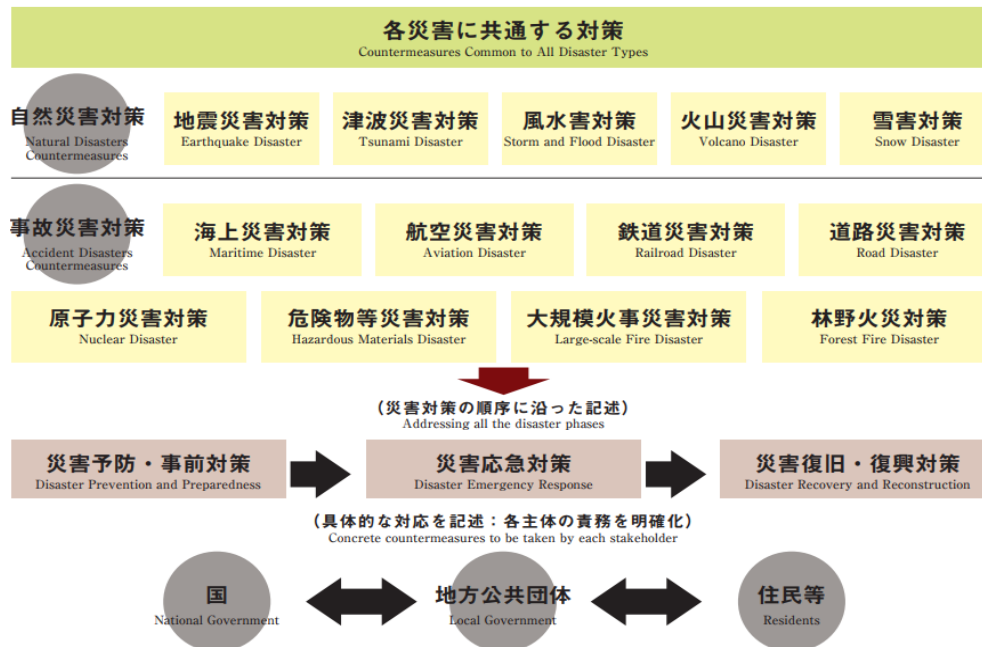 各災害に共通する対策
Countermeasures Common to All Disaster Types
自然災害対策
Natural Disasters
Countermeasures
地震災害対策
Earthquake Disaster
津波災害対策
Tsunami Disaster
風水害対策
Storm and Flood Disaster
火山災害対策
Volcano Disaster
雪害対策
Snow Disaster
事故災害対策
Accident Disasters
Countermeasures
海上災害対策
Maritime Disaster
航空災害対策
Aviation Disaster
鉄道災害対策
Railroad Disaster
道路災害対策
Road Disaster
原子力災害対策
Nuclear Disaster
危険物等災害対策
Hazardous Materials Disaster
大規模火事災害対策
Large-scale Fire Disaster
林野火災対策
Forest Fire Disaster
(災害対策の順序に沿った記述)
Addressing all the disaster phases
災害予防・事前対策
Disaster Prevention and Preparedness
災害応急対策
Disaster Emergency Response
災害復旧・復興対策
Disaster Recovery and Reconstruction
(具体的な対応を記述:各主体の責務を明確化)
Concrete countermeasures to be taken by each stakeholder
国
National Government
地方公共団体
Local Government
住民等
Residents